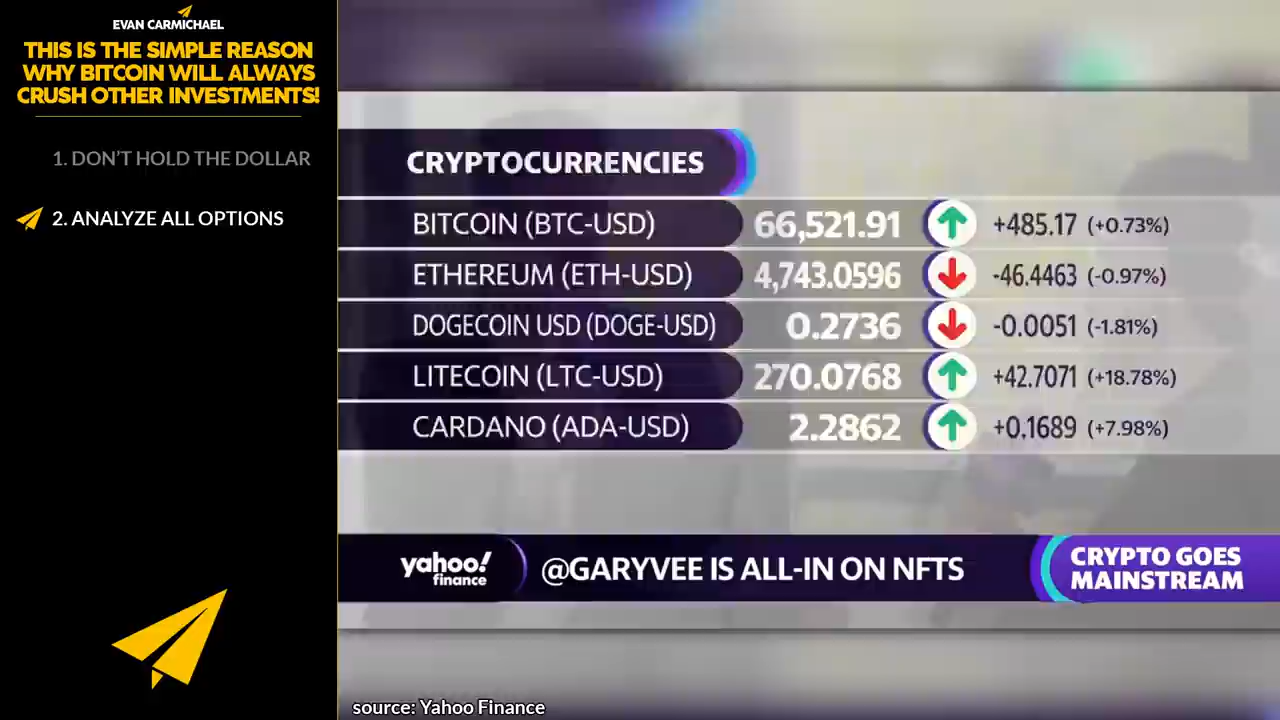 EVAN CARMICHAEL
THIS IS THE SIMPLE REASON
WHY BITCOIN WILL ALWAYS
CRUSH OTHER INVESTMENTS!
1. DON'T HOLD THE DOLLAR
2. ANALYZE ALL OPTIONS
CRYPTOCURRENCIES
BITCOIN (BTC-USD) 66,521.91 +485.17 (+0.73%)
ETHEREUM (ETH-USD) 4,743.0596 -46.4463 (-0.97%)
DOGECOIN USD (DOGE-USD) 0.2736 -0.0051 (-1.81%)
LITECOIN (LTC-USD) 270.0768 +42.7071 (+18.78%)
CARDANO (ADA-USD) 2.2862 +0.1689 (+7.98%)
yahoo!
finance
@GARYVEE IS ALL-IN ON NFTS
CRYPTO GOES
MAINSTREAM
source: Yahoo Finance